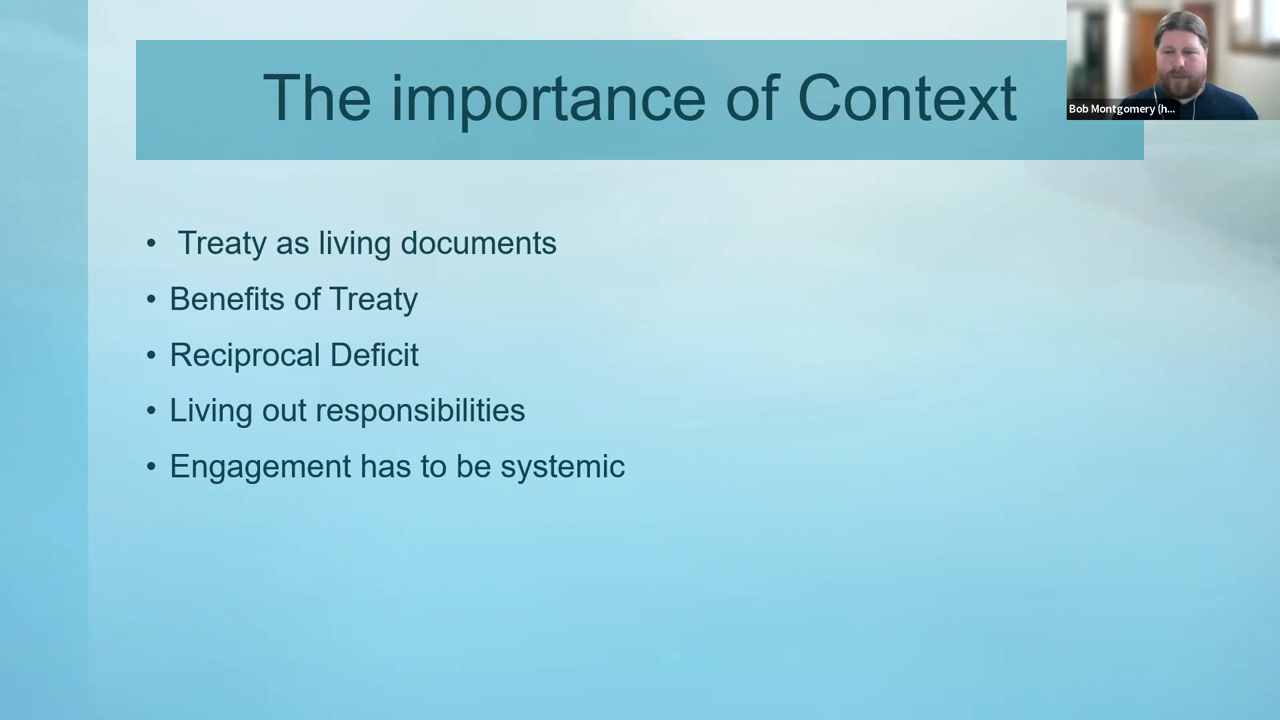 The importance of Context
Bob Montgomery (h...
• Treaty as living documents
• Benefits of Treaty
• Reciprocal Deficit
• Living out responsibilities
• Engagement has to be systemic